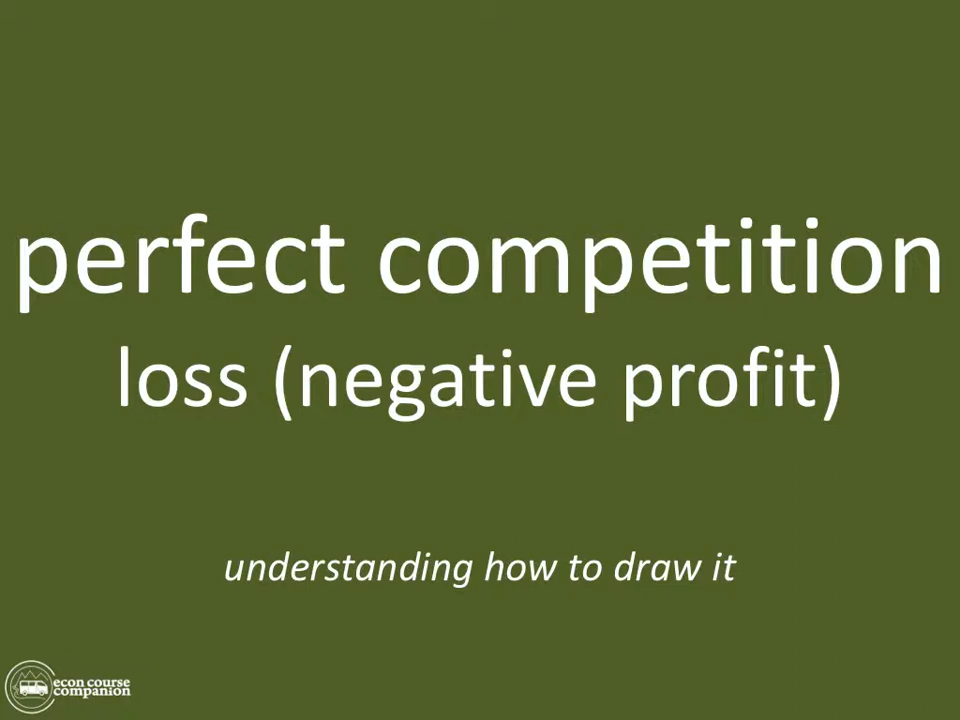 perfect competition
loss (negative profit)
understanding how to draw it
econ course
companion